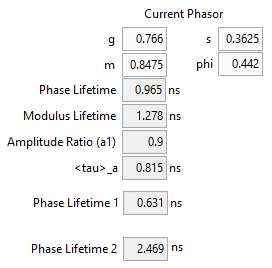 Current Phasor
g 0.766 s 0.3625
m 0.8475 phi 0.442
Phase Lifetime 0.965 ns
Modulus Lifetime 1.278 ns
Amplitude Ratio (a1) 0.9
<tau>_a 0.815 ns
Phase Lifetime 1 0.631 ns
Phase Lifetime 2 2.469 ns